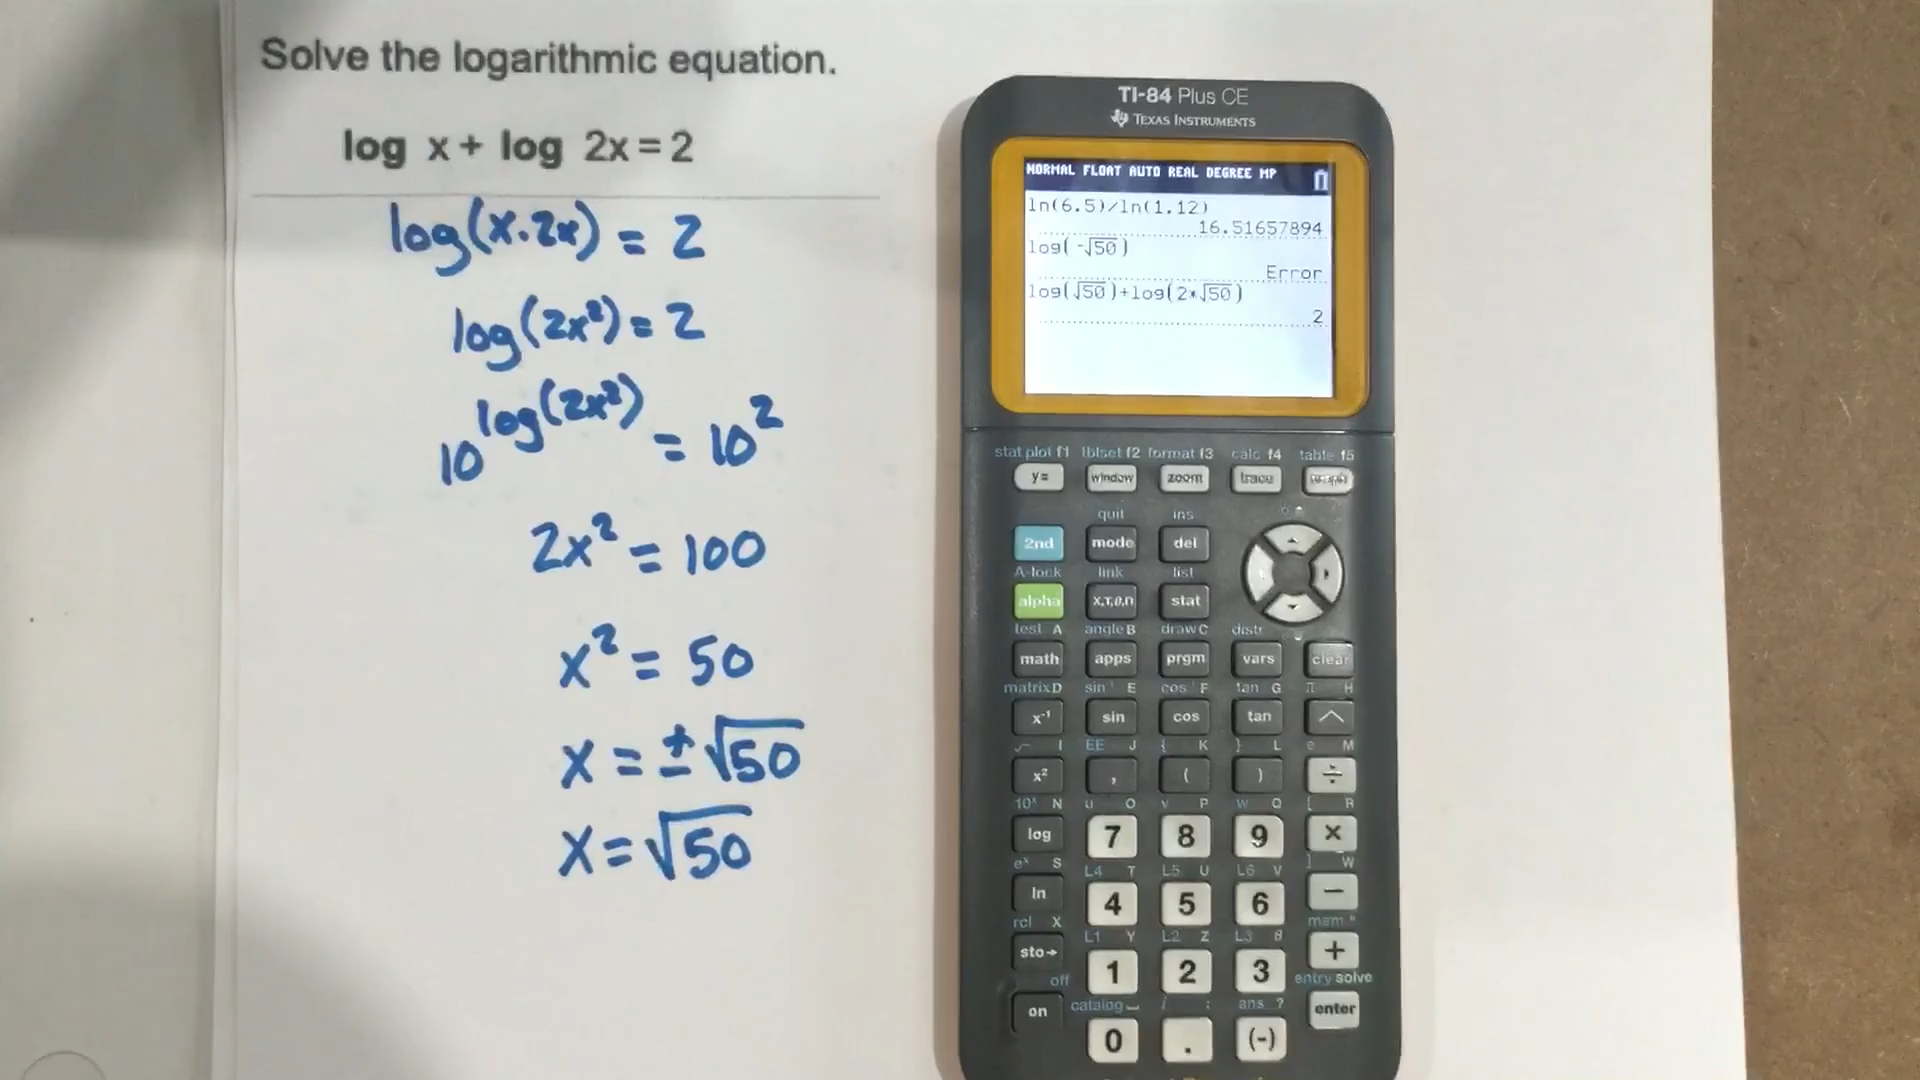 Solve the logarithmic equation.
log x + log 2x = 2
log(x·2x) = 2
log(2x²) = 2
10^log(2x²) = 10²
2x² = 100
x² = 50
x = ±√50
x = √50
TI-84 Plus CE
TEXAS INSTRUMENTS
NORMAL FLOAT AUTO REAL DEGREE MP
ln(6.5)/ln(1.12)
16.51657894
log(-√50)
Error
log(√50)+log(2*√50)
2
stat plot f1 tblset f2 format f3 calc f4 table f5
y= window zoom trace graph
quit ins
2nd mode del
A-lock link list
alpha X,T,θ,n stat
test A angle B draw C distr
math apps prgm vars clear
matrix D sin⁻¹ E cos⁻¹ F tan⁻¹ G π H
x⁻¹ sin cos tan ^
√ I EE J { K } L e M
x² , ( ) ÷
10ˣ N u O v P w Q [ R
log 7 8 9 ×
eˣ S L4 T L5 U L6 V ] W
ln 4 5 6 −
rcl X L1 Y L2 Z L3 θ mem "
sto→ 1 2 3 +
off catalog i : ans ? entry solve
on 0 . (-) enter